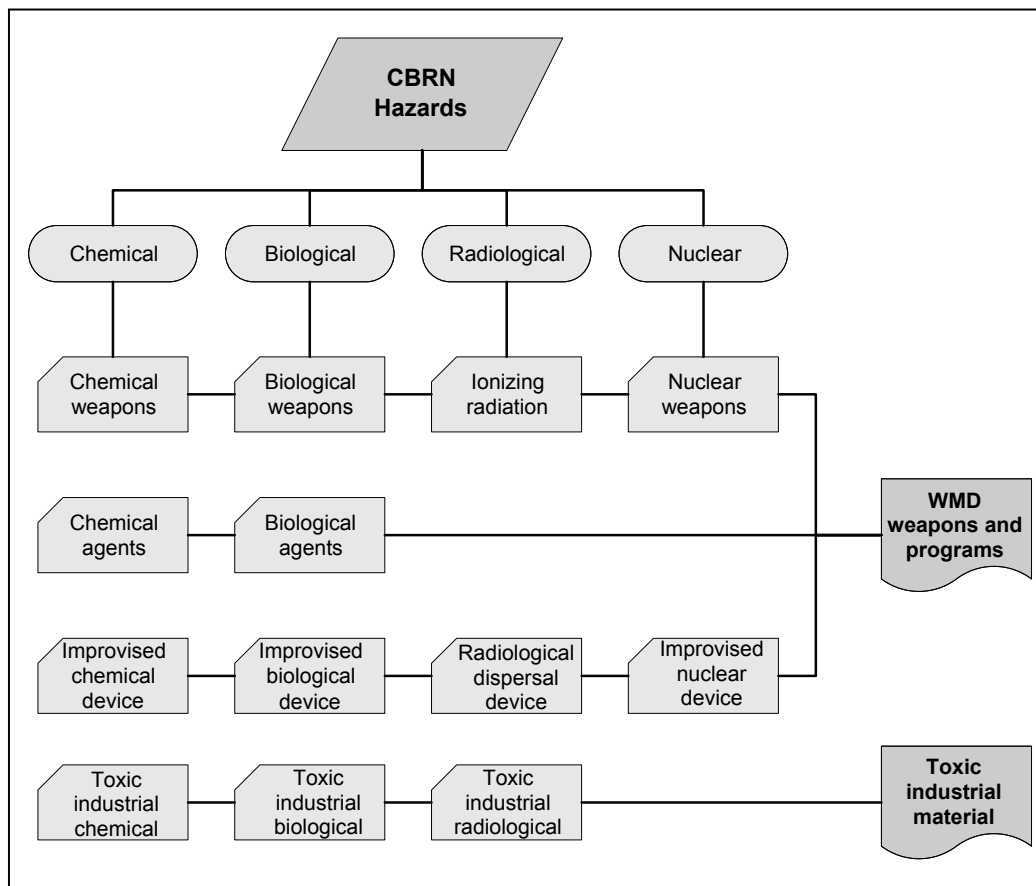 CBRN
Hazards
Chemical
Biological
Radiological
Nuclear
Chemical
weapons
Biological
weapons
Ionizing
radiation
Nuclear
weapons
Chemical
agents
Biological
agents
WMD
weapons and
programs
Improvised
chemical
device
Improvised
biological
device
Radiological
dispersal
device
Improvised
nuclear
device
Toxic
industrial
chemical
Toxic
industrial
biological
Toxic
industrial
radiological
Toxic
industrial
material